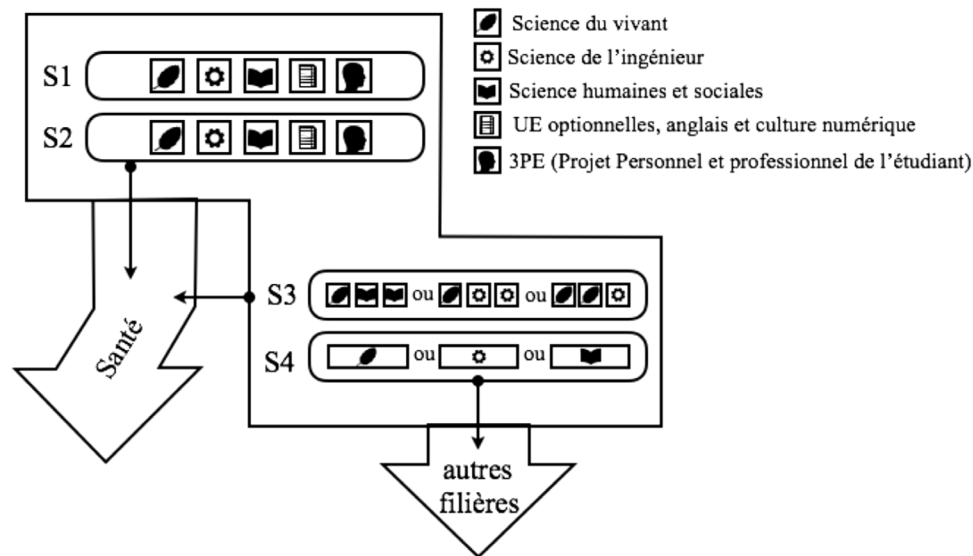 Science du vivant
Science de l'ingénieur
Science humaines et sociales
UE optionnelles, anglais et culture numérique
3PE (Projet Personnel et professionnel de l'étudiant)
S1
S2
S3 ou ou
S4 ou ou
Santé
autres
filières